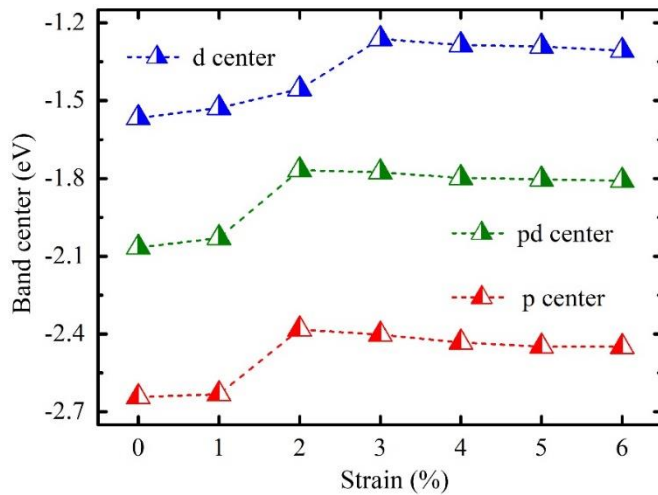 -1.2
-1.5
-1.8
-2.1
-2.4
-2.7
Band center (eV)
d center
pd center
p center
0 1 2 3 4 5 6
Strain (%)